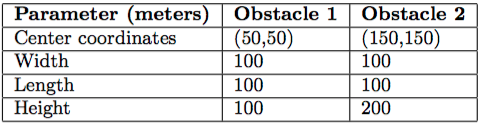 Parameter (meters) Obstacle 1 Obstacle 2
Center coordinates (50,50) (150,150)
Width 100 100
Length 100 100
Height 100 200